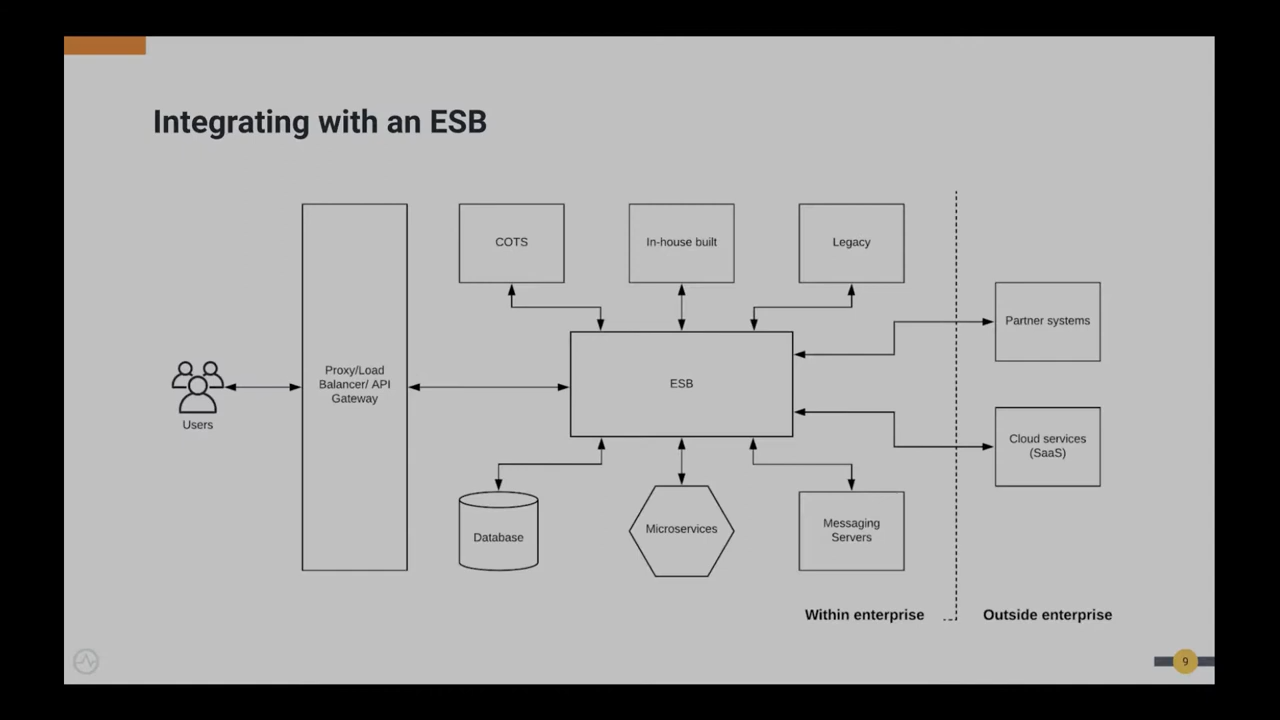 Integrating with an ESB
COTS
In-house built
Legacy
Partner systems
Proxy/Load
Balancer/ API
Gateway
ESB
Users
Cloud services
(SaaS)
Database
Microservices
Messaging
Servers
Within enterprise
Outside enterprise
9